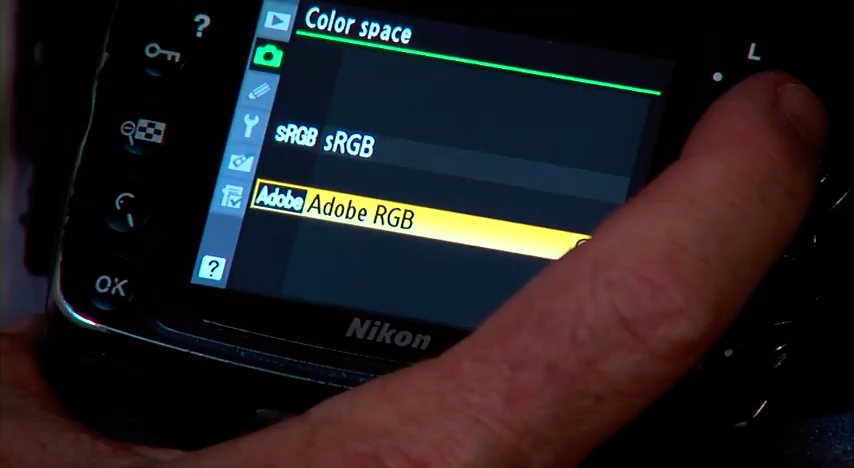 Color space
?
L
sRGB sRGB
Adobe Adobe RGB
?
OK
Nikon